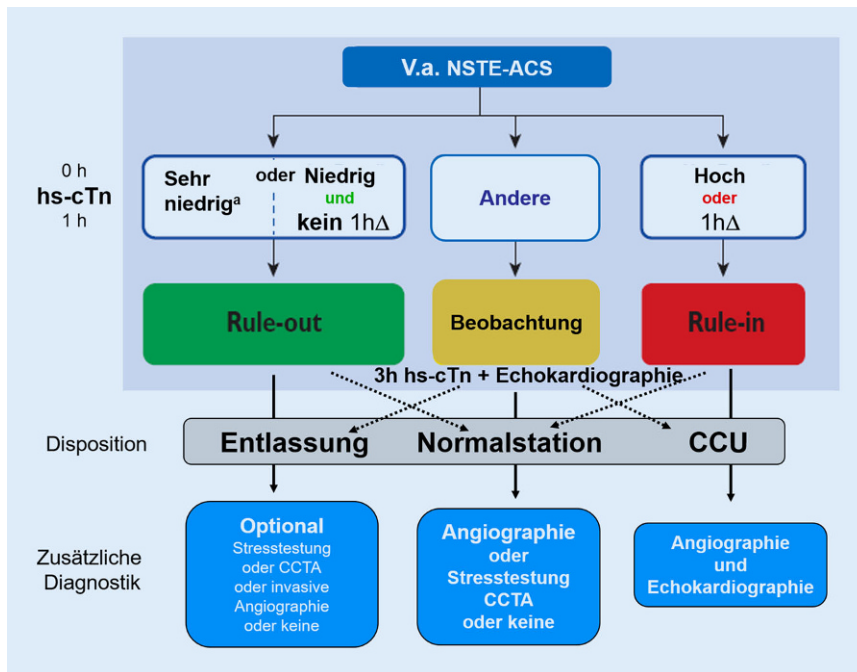 V.a. NSTE-ACS
0 h
hs-cTn
1 h
Sehr
niedrigᵃ
oder Niedrig
und
kein 1hΔ
Andere
Hoch
oder
1hΔ
Rule-out
Beobachtung
Rule-in
3h hs-cTn + Echokardiographie
Disposition
Entlassung
Normalstation
CCU
Zusätzliche
Diagnostik
Optional
Stresstestung
oder CCTA
oder invasive
Angiographie
oder keine
Angiographie
oder
Stresstestung
CCTA
oder keine
Angiographie
und
Echokardiographie